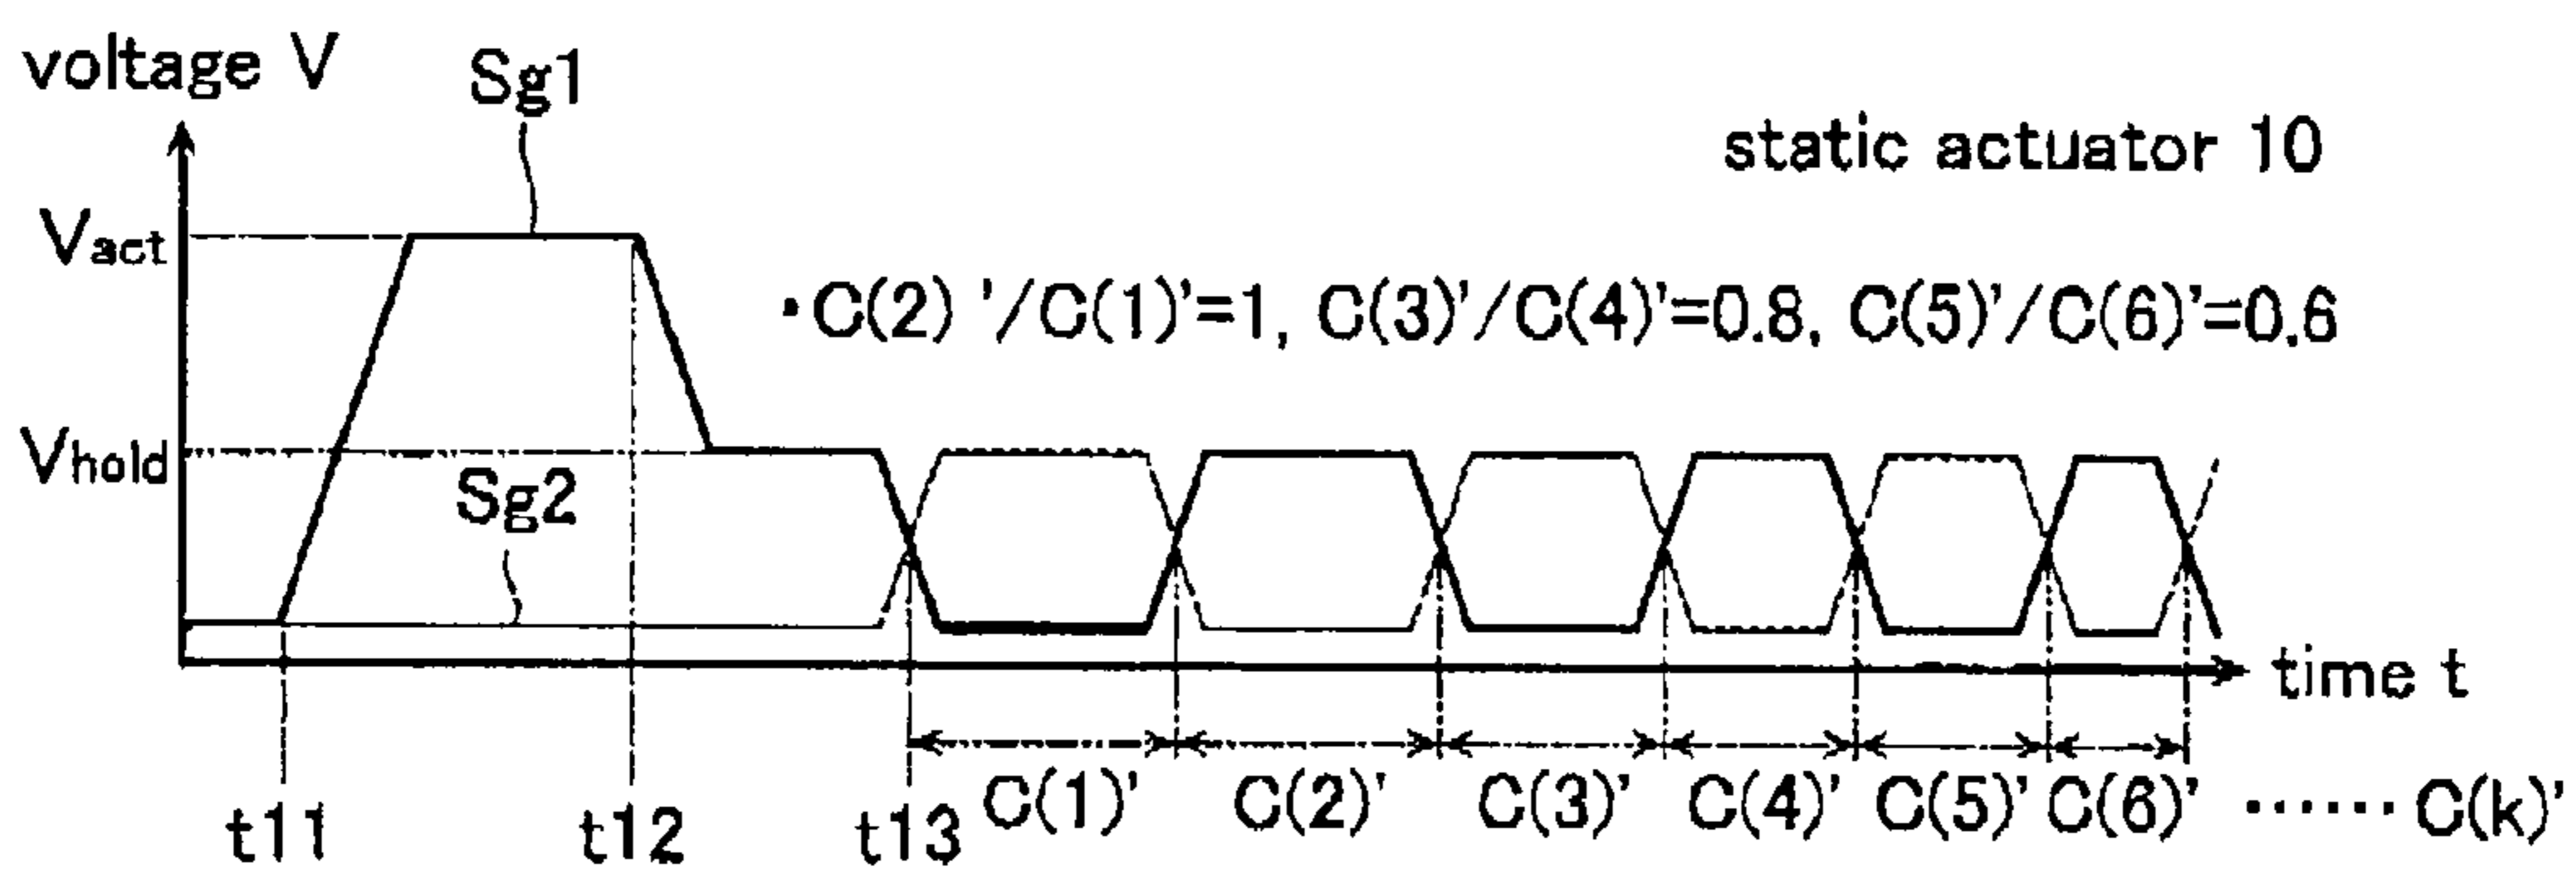 voltage V
Sg1
static actuator 10
Vact
・C(2) '/C(1)'=1, C(3)'/C(4)'=0.8, C(5)'/C(6)'=0.6
Vhold
Sg2
time t
C(1)' C(2)' C(3)' C(4)' C(5)' C(6)' ······ C(k)'
t11 t12 t13